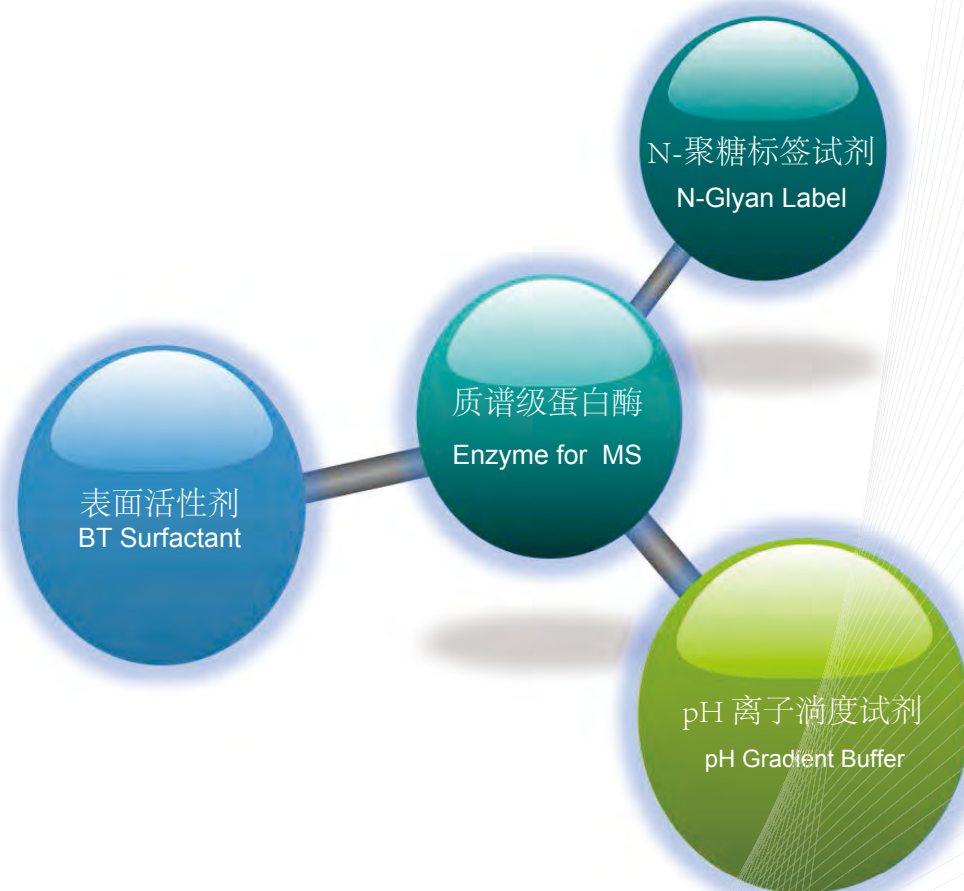 N-聚糖标签试剂
N-Glyan Label
质谱级蛋白酶
Enzyme for MS
表面活性剂
BT Surfactant
pH 离子淌度试剂
pH Gradient Buffer